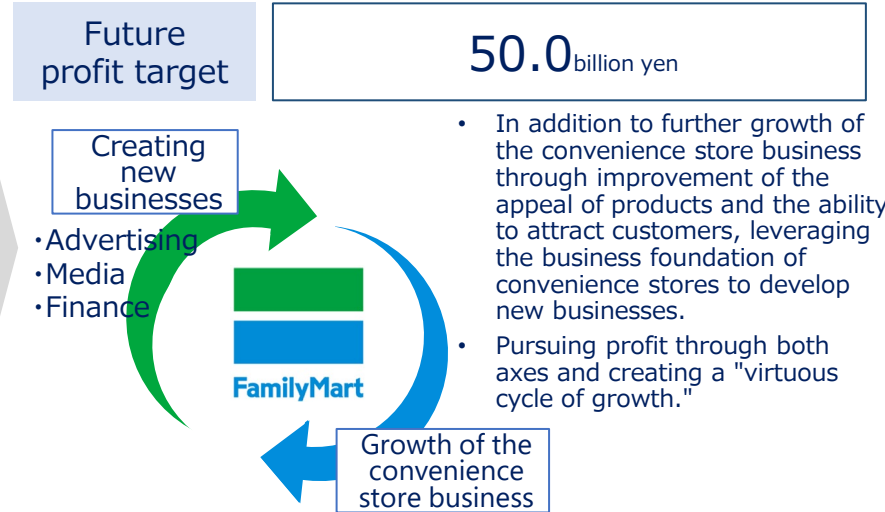 Future
profit target
50.0billion yen
Creating
new
businesses
・Advertising
・Media
・Finance
FamilyMart
Growth of the
convenience
store business
• In addition to further growth of
the convenience store business
through improvement of the
appeal of products and the ability
to attract customers, leveraging
the business foundation of
convenience stores to develop
new businesses.
• Pursuing profit through both
axes and creating a "virtuous
cycle of growth."